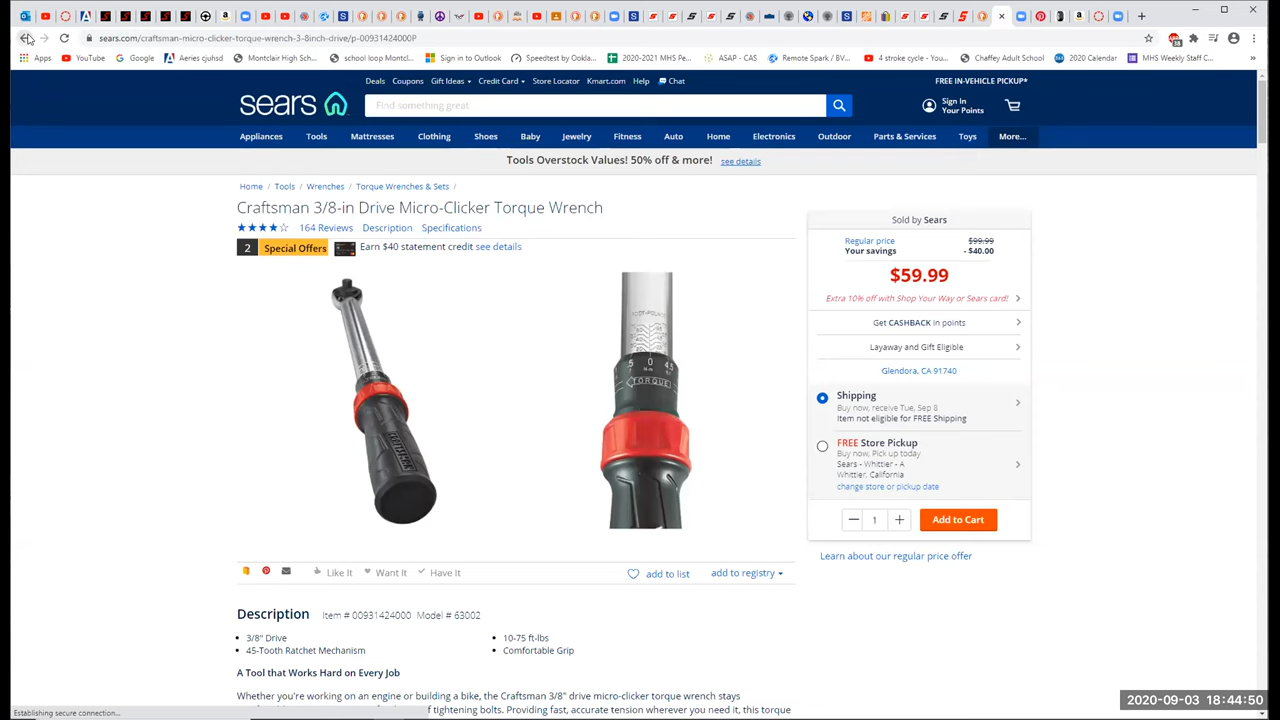 sears.com/craftsman-micro-clicker-torque-wrench-3-8inch-drive/p-00931424000P
Apps YouTube Google Aeries cjuhsd Montclair High Sch... school loop Montcl... Sign in to Outlook Speedtest by Ookla... 2020-2021 MHS Pe... ASAP - CAS Remote Spark / BV... 4 stroke cycle - You... Chaffey Adult School 2020 Calendar MHS Weekly Staff C... »
Deals Coupons Gift Ideas Credit Card Store Locator Kmart.com Help Chat
FREE IN-VEHICLE PICKUP*
sears
Find something great
Sign In
Your Points
Appliances Tools Mattresses Clothing Shoes Baby Jewelry Fitness Auto Home Electronics Outdoor Parts & Services Toys More...
Tools Overstock Values! 50% off & more! see details
Home / Tools / Wrenches / Torque Wrenches & Sets /
Craftsman 3/8-in Drive Micro-Clicker Torque Wrench
164 Reviews Description Specifications
2 Special Offers Earn $40 statement credit see details
Sold by Sears
Regular price $99.99
Your savings - $40.00
$59.99
Extra 10% off with Shop Your Way or Sears card!
Get CASHBACK in points
Layaway and Gift Eligible
Glendora, CA 91740
Shipping
Buy now, receive Tue, Sep 8
Item not eligible for FREE Shipping
FREE Store Pickup
Buy now, Pick up today
Sears - Whittier - A
Whittier, California
change store or pickup date
1
Add to Cart
Learn about our regular price offer
CRAFTSMAN
FOOT-POUNDS
5 0 4.5
TORQUE
Like It Want It Have It
add to list add to registry
Description Item # 00931424000 Model # 63002
• 3/8" Drive
• 45-Tooth Ratchet Mechanism
• 10-75 ft-lbs
• Comfortable Grip
A Tool that Works Hard on Every Job
Whether you're working on an engine or building a bike, the Craftsman 3/8" drive micro-clicker torque wrench stays
of tightening bolts. Providing fast, accurate tension wherever you need it, this torque
Establishing secure connection...
2020-09-03 18:44:50